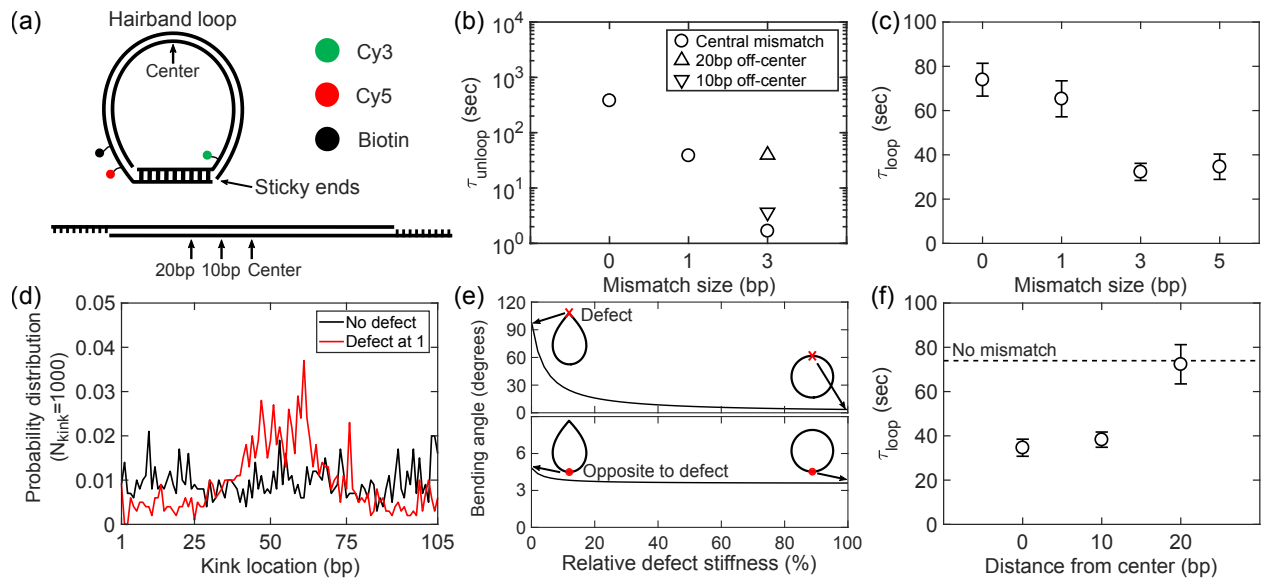 (a)
Hairband loop
Center
Cy3
Cy5
Biotin
Sticky ends
20bp 10bp Center
(b)
τunloop (sec)
10^4
10^3
10^2
10^1
10^0
Central mismatch
20bp off-center
10bp off-center
0 1 3
Mismatch size (bp)
(c)
τloop (sec)
100
80
60
40
20
0
0 1 3 5
Mismatch size (bp)
(d)
Probability distribution
(Nkink=1000)
0.05
0.04
0.03
0.02
0.01
0
No defect
Defect at 1
1 25 50 75 105
Kink location (bp)
(e)
Bending angle (degrees)
120
90
60
30
0
Defect
6
3
0
Opposite to defect
0 20 40 60 80 100
Relative defect stiffness (%)
(f)
τloop (sec)
100
80
60
40
20
0
No mismatch
0 10 20
Distance from center (bp)